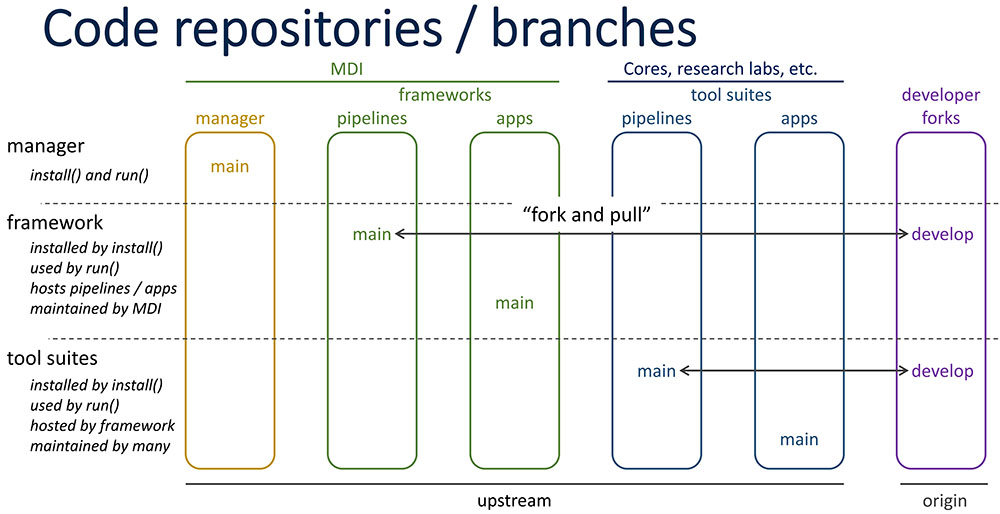 Code repositories / branches
MDI
Cores, research labs, etc.
frameworks
tool suites
developer
manager
pipelines
apps
pipelines
apps
forks
manager
install() and run()
main
"fork and pull"
framework
installed by install()
used by run()
hosts pipelines / apps
maintained by MDI
main
develop
main
tool suites
installed by install()
used by run()
hosted by framework
maintained by many
main
develop
main
upstream
origin